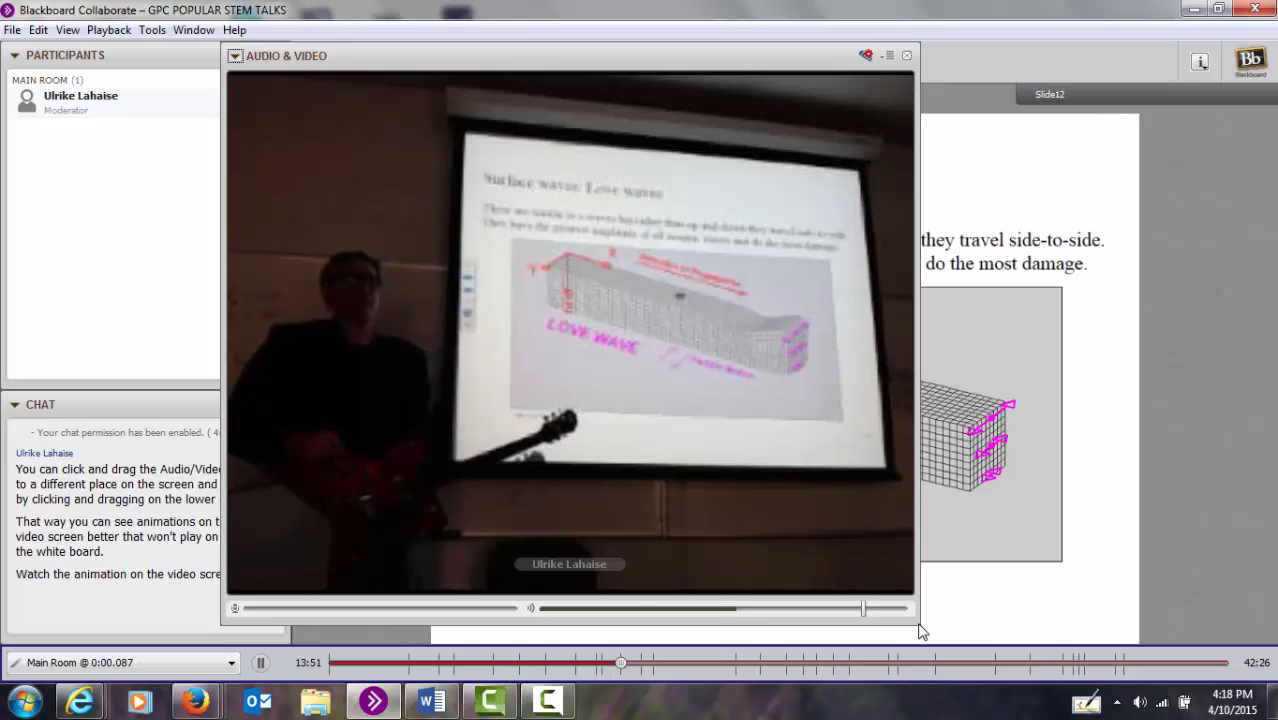 Blackboard Collaborate – GPC POPULAR STEM TALKS
File Edit View Playback Tools Window Help
PARTICIPANTS
MAIN ROOM (1)
Ulrike Lahaise
Moderator
AUDIO & VIDEO
Surface waves: Love waves
Y
X
LOVE WAVE
Ulrike Lahaise
i
Bb
Blackboard
Slide12
they travel side-to-side.
do the most damage.
CHAT
- Your chat permission has been enabled. ( 4
Ulrike Lahaise
You can click and drag the Audio/Vide
to a different place on the screen and
by clicking and dragging on the lower
That way you can see animations on t
video screen better that won't play on
the white board.
Watch the animation on the video scre
Main Room @ 0:00.087
13:51
42:26
4:18 PM
4/10/2015